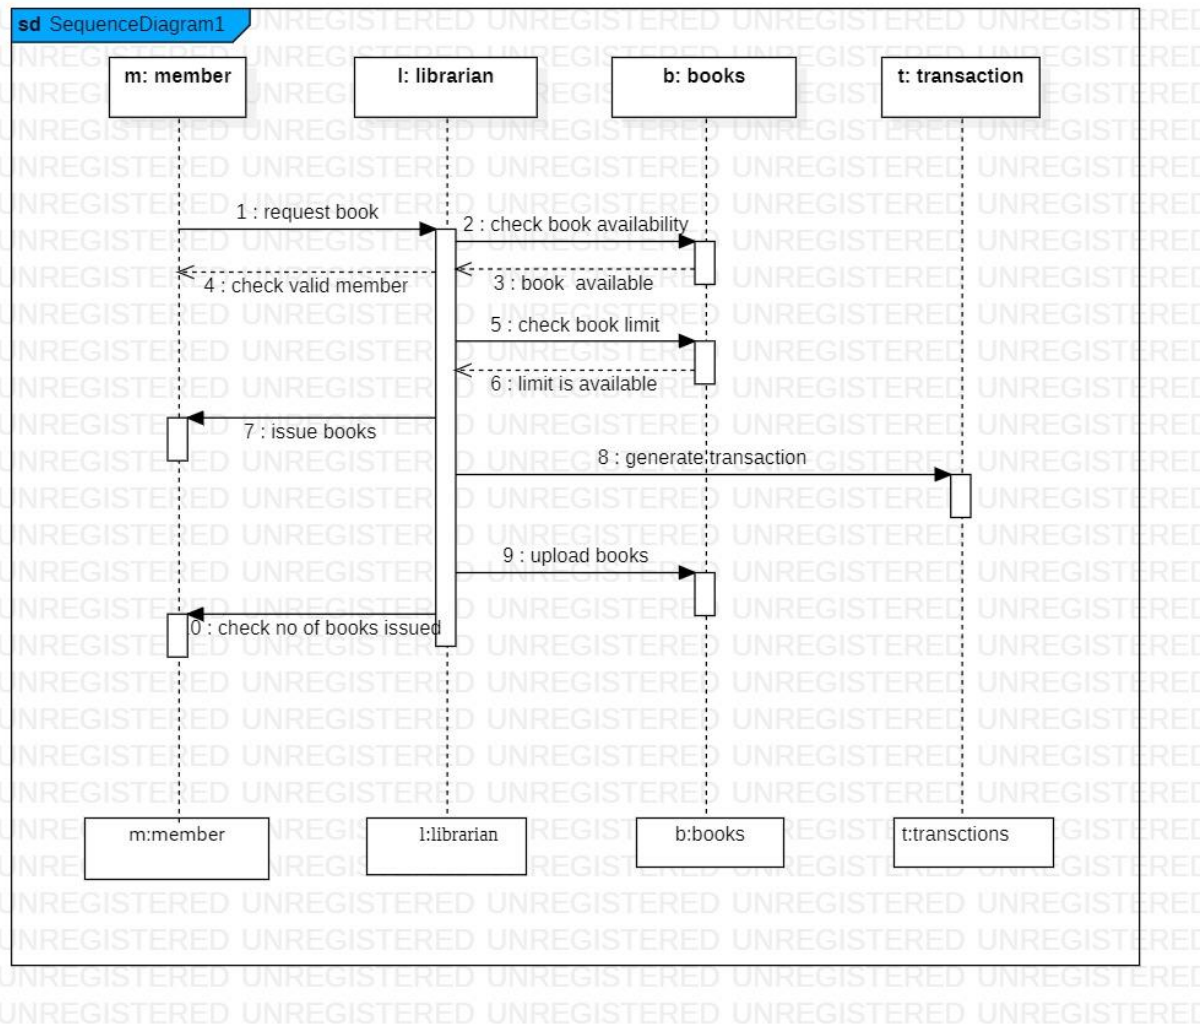 sd SequenceDiagram1
m: member
l: librarian
b: books
t: transaction
1 : request book
2 : check book availability
3 : book  available
4 : check valid member
5 : check book limit
6 : limit is available
7 : issue books
8 : generate transaction
9 : upload books
0 : check no of books issued
m:member
l:librarian
b:books
t:transctions
UNREGISTERED